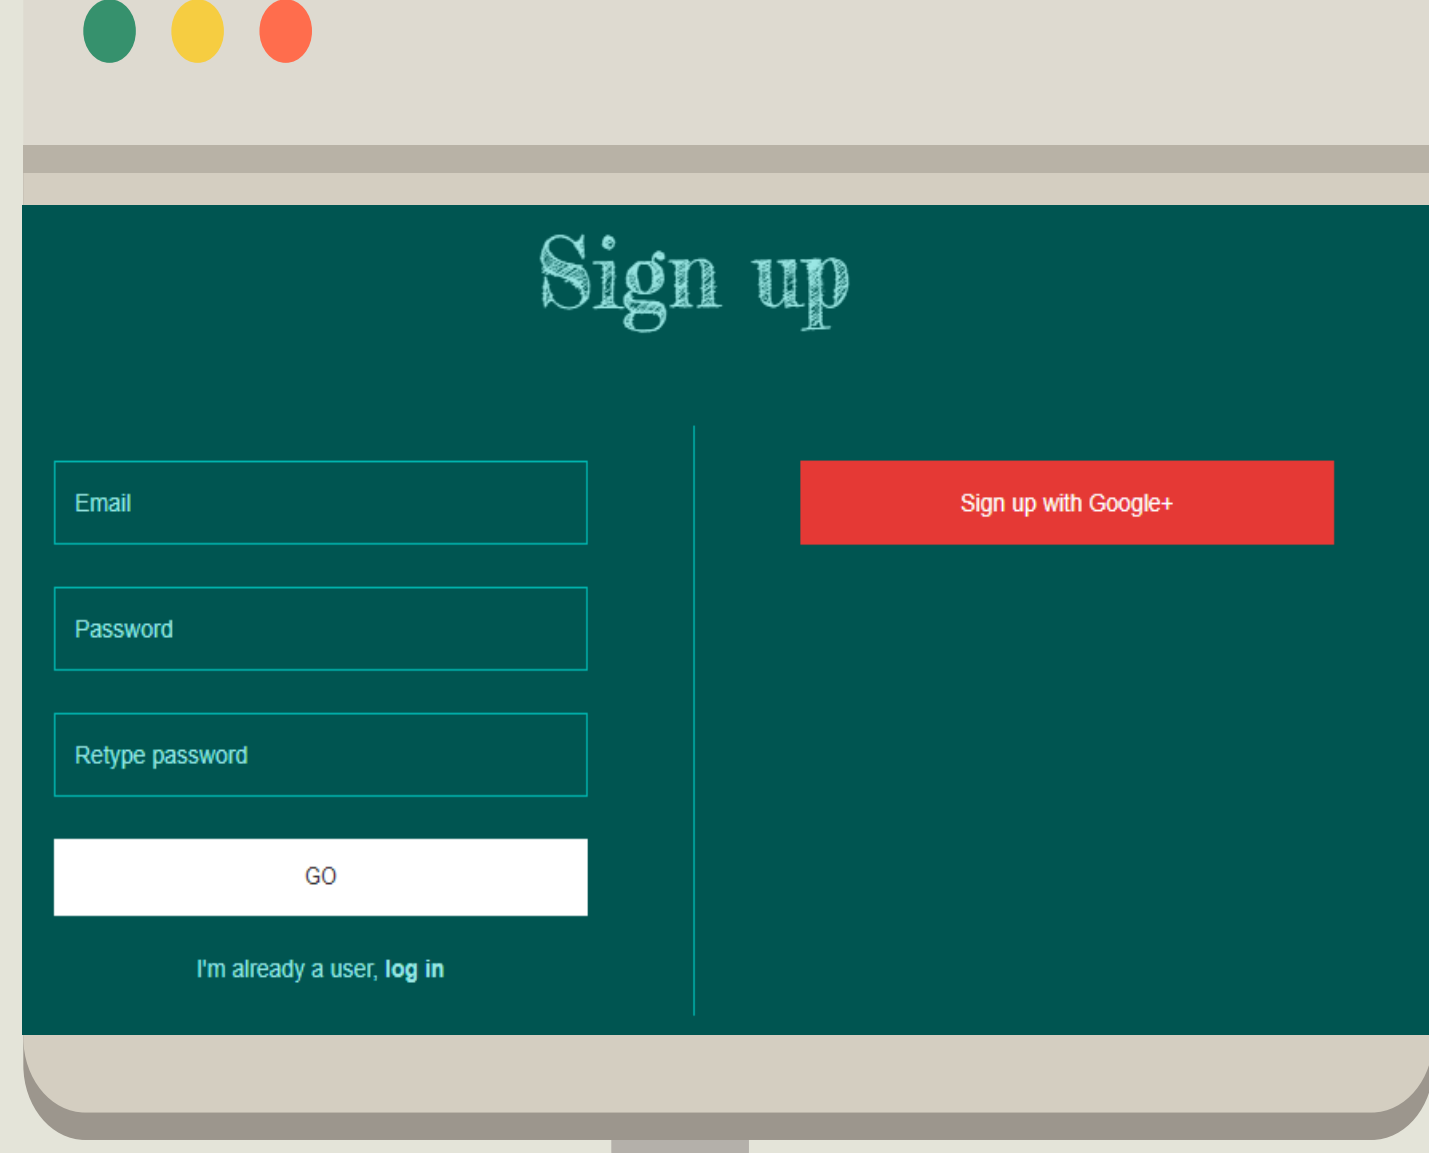 Sign up
Email
Password
Retype password
GO
I'm already a user, log in
Sign up with Google+